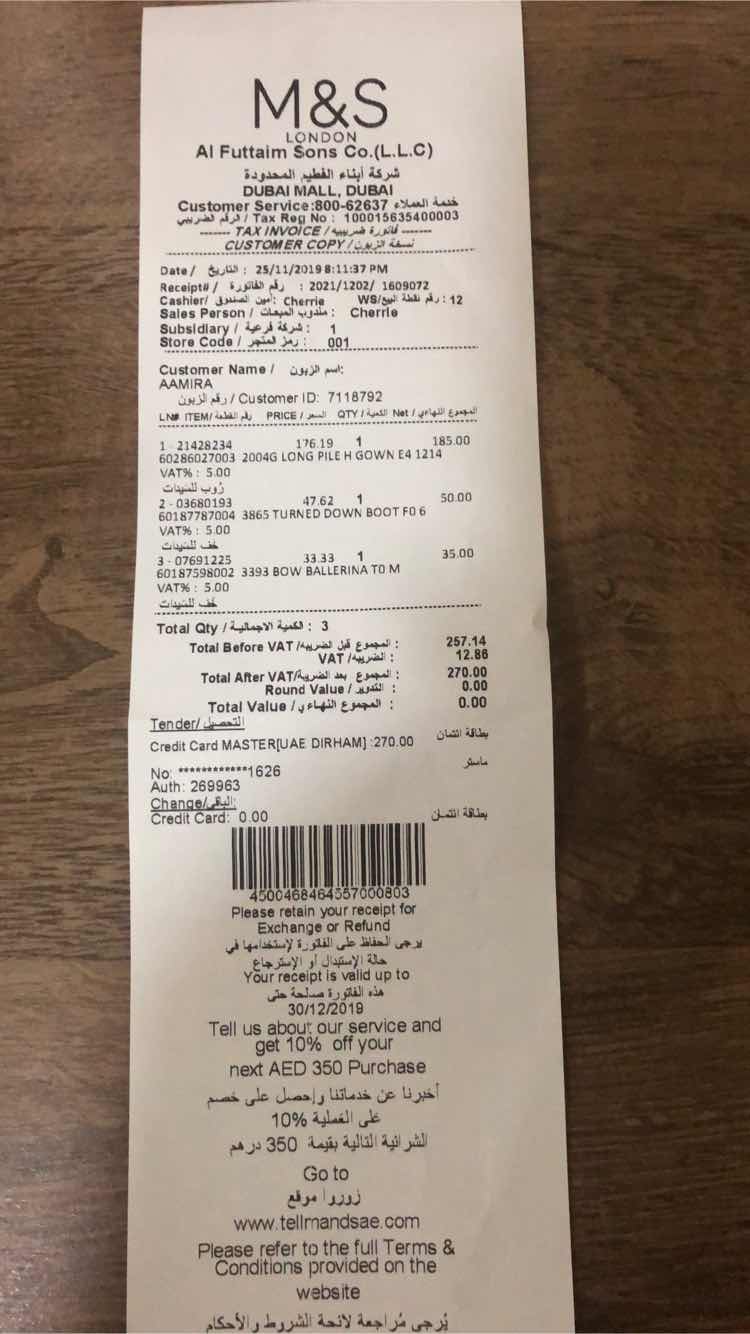 M&S
LONDON
Al Futtaim Sons Co.(L.L.C)
شركة أبناء الفطيم المحدودة
DUBAI MALL, DUBAI
Customer Service:800-62637 خدمة العملاء
الرقم الضريبي / Tax Reg No : 100015635400003
------- TAX INVOICE / فاتورة ضريبيه -------
CUSTOMER COPY / نسخة الزبون
Date / التاريخ : 25/11/2019 8:11:37 PM
Receipt# / رقم الفاتورة : 2021/1202/ 1609072
Cashier/ أمين الصندوق: Cherrie WS/رقم نقطة البيع : 12
Sales Person / مندوب المبيعات : Cherrie
Subsidiary / شركة فرعية : 1
Store Code / رمز المتجر : 001
Customer Name / اسم الزبون:
AAMIRA
رقم الزبون / Customer ID: 7118792
LN# ITEM/ رقم القطعة PRICE / السعر QTY / الكمية Net / المجموع النهاءي
1 - 21428234 176.19 1 185.00
60286027003 2004G LONG PILE H GOWN E4 1214
VAT% : 5.00
رُوب للسَيدات
2 - 03680193 47.62 1 50.00
60187787004 3865 TURNED DOWN BOOT F0 6
VAT% : 5.00
خف للسَيدات
3 - 07691225 33.33 1 35.00
60187598002 3393 BOW BALLERINA T0 M
VAT% : 5.00
خف للسَيدات
Total Qty / الكمية الاجمالية : 3
Total Before VAT /المجموع قبل الضريبه : 257.14
VAT /الضريبه : 12.86
Total After VAT/المجموع بعد الضريبة : 270.00
Round Value / التدوير : 0.00
Total Value / المجموع النهاءي : 0.00
Tender/ التحصيل
Credit Card MASTER[UAE DIRHAM] :270.00 بطاقة ائتمان
ماستر
No: ************1626
Auth: 269963
Change/الباقي:
Credit Card: 0.00 بطاقة ائتمان
4500468464557000803
Please retain your receipt for
Exchange or Refund
يرجى الحفاظ على الفاتورة لإستخدامها في
حالة الإستبدال أو الإسترجاع
Your receipt is valid up to
هذه الفاتورة صالحة حتى
30/12/2019
Tell us about our service and
get 10% off your
next AED 350 Purchase
أخبرنا عن خدماتنا وإحصل على خصم
10% على العملية
الشرائية التالية بقيمة 350 درهم
Go to
زوروا موقع
www.tellmandsae.com
Please refer to the full Terms &
Conditions provided on the
website
يُرجى مُراجعة لائحة الشروط والأحكام